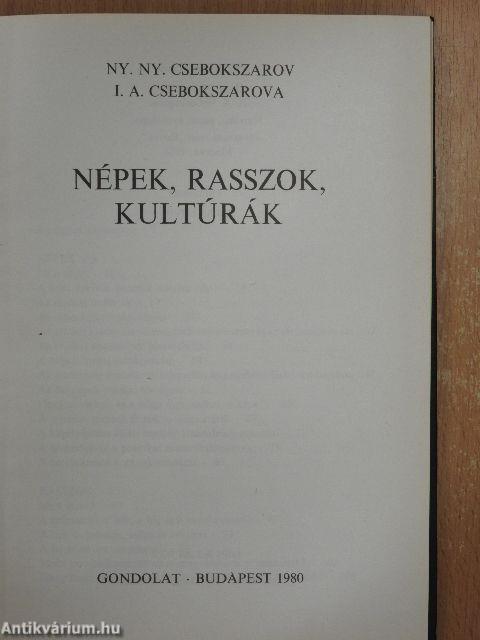 NY. NY. CSEBOKSZAROV
I. A. CSEBOKSZAROVA
NÉPEK, RASSZOK,
KULTÚRÁK
GONDOLAT · BUDAPEST 1980
Antikvárium.hu